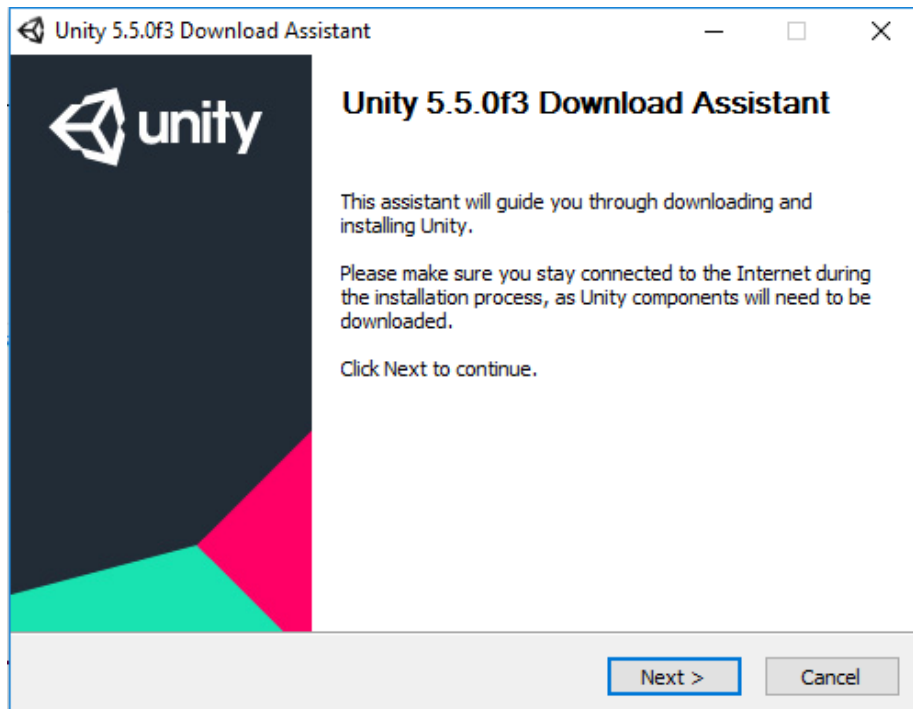 Unity 5.5.0f3 Download Assistant
unity
Unity 5.5.0f3 Download Assistant
This assistant will guide you through downloading and
installing Unity.
Please make sure you stay connected to the Internet during
the installation process, as Unity components will need to be
downloaded.
Click Next to continue.
Next >
Cancel